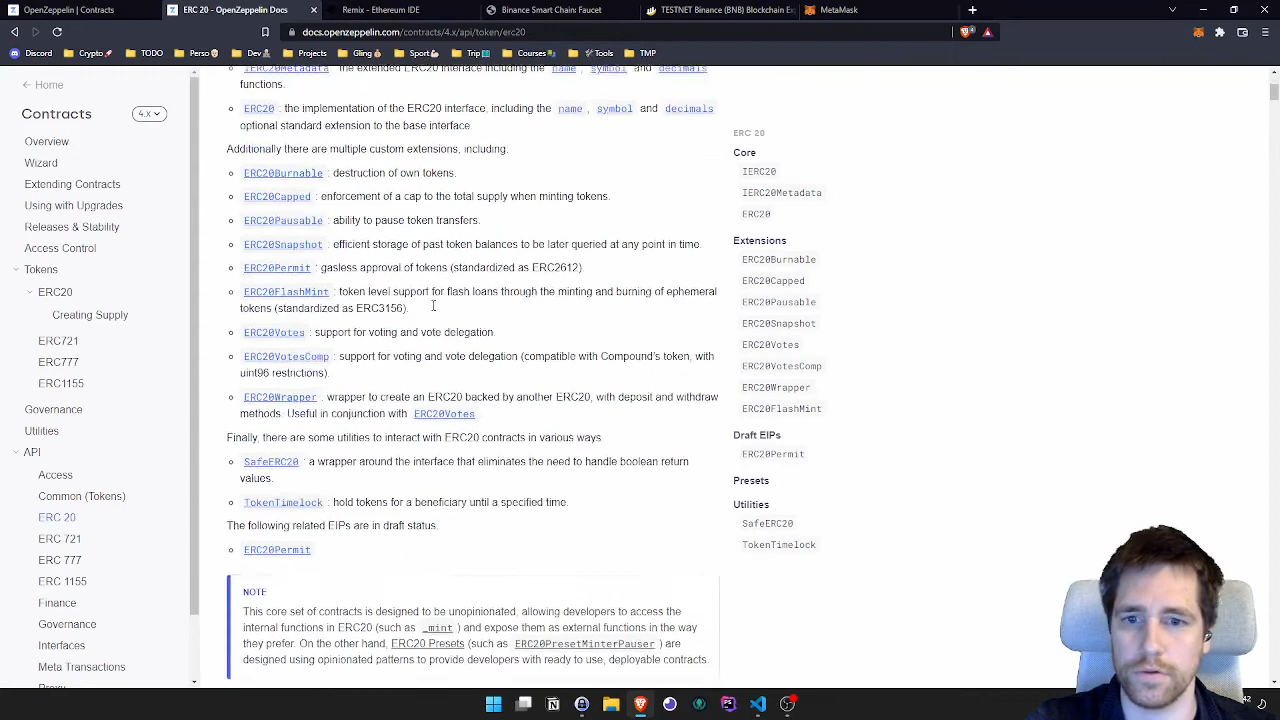 OpenZeppelin | Contracts
ERC 20 - OpenZeppelin Docs
Remix - Ethereum IDE
Binance Smart Chain Faucet
TESTNET Binance (BNB) Blockchain Ex
MetaMask
docs.openzeppelin.com/contracts/4.x/api/token/erc20
Discord
Crypto
TODO
Perso
Dev
Projects
Gling
Sport
Trip
Courses
Tools
TMP
Home
Contracts
4.x
Overview
Wizard
Extending Contracts
Using with Upgrades
Releases & Stability
Access Control
Tokens
ERC20
Creating Supply
ERC721
ERC777
ERC1155
Governance
Utilities
API
Access
Common (Tokens)
ERC 20
ERC 721
ERC 777
ERC 1155
Finance
Governance
Interfaces
Meta Transactions
Proxy
IERC20Metadata : the extended ERC20 interface including the name , symbol and decimals
functions.
ERC20 : the implementation of the ERC20 interface, including the name , symbol and decimals
optional standard extension to the base interface.
Additionally there are multiple custom extensions, including:
ERC20Burnable : destruction of own tokens.
ERC20Capped : enforcement of a cap to the total supply when minting tokens.
ERC20Pausable : ability to pause token transfers.
ERC20Snapshot : efficient storage of past token balances to be later queried at any point in time.
ERC20Permit : gasless approval of tokens (standardized as ERC2612).
ERC20FlashMint : token level support for flash loans through the minting and burning of ephemeral
tokens (standardized as ERC3156).
ERC20Votes : support for voting and vote delegation.
ERC20VotesComp : support for voting and vote delegation (compatible with Compound's token, with
uint96 restrictions).
ERC20Wrapper : wrapper to create an ERC20 backed by another ERC20, with deposit and withdraw
methods. Useful in conjunction with ERC20Votes
Finally, there are some utilities to interact with ERC20 contracts in various ways.
SafeERC20 : a wrapper around the interface that eliminates the need to handle boolean return
values.
TokenTimelock : hold tokens for a beneficiary until a specified time.
The following related EIPs are in draft status.
ERC20Permit
NOTE
This core set of contracts is designed to be unopinionated, allowing developers to access the
internal functions in ERC20 (such as _mint ) and expose them as external functions in the way
they prefer. On the other hand, ERC20 Presets (such as ERC20PresetMinterPauser ) are
designed using opinionated patterns to provide developers with ready to use, deployable contracts.
ERC 20
Core
IERC20
IERC20Metadata
ERC20
Extensions
ERC20Burnable
ERC20Capped
ERC20Pausable
ERC20Snapshot
ERC20Votes
ERC20VotesComp
ERC20Wrapper
ERC20FlashMint
Draft EIPs
ERC20Permit
Presets
Utilities
SafeERC20
TokenTimelock